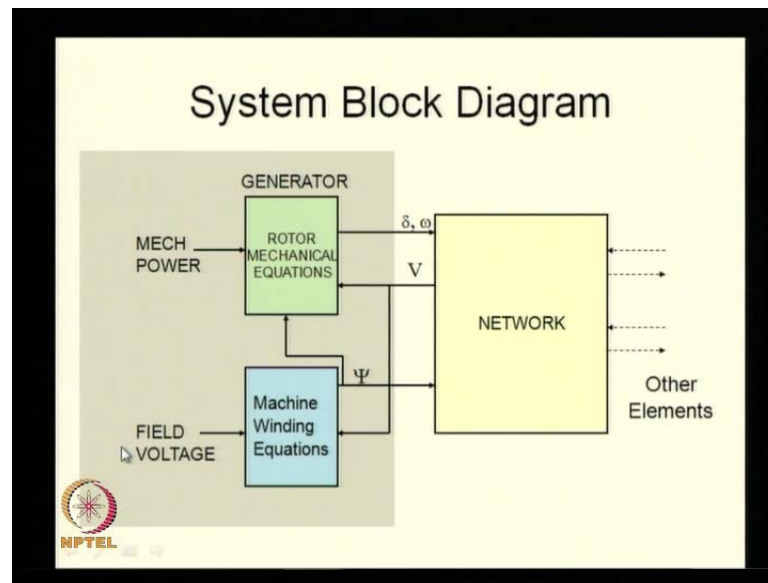 System Block Diagram
GENERATOR
MECH
POWER
ROTOR
MECHANICAL
EQUATIONS
δ, ω
V
NETWORK
Ψ
FIELD
VOLTAGE
Machine
Winding
Equations
Other
Elements
NPTEL